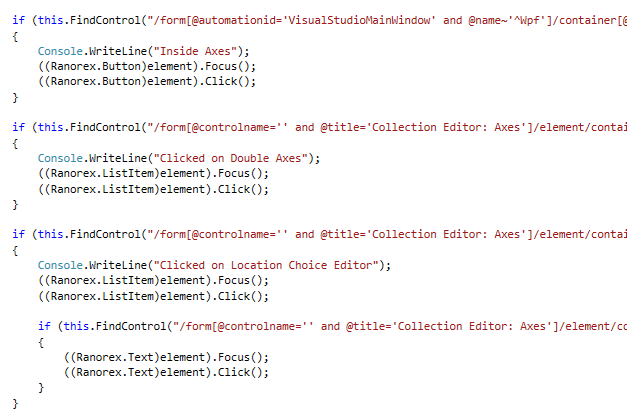 if (this.FindControl("/form[@automationid='VisualStudioMainWindow' and @name~'^Wpf']/container[@
{
Console.WriteLine("Inside Axes");
((Ranorex.Button)element).Focus();
((Ranorex.Button)element).Click();
}
if (this.FindControl("/form[@controlname='' and @title='Collection Editor: Axes']/element/contai
{
Console.WriteLine("Clicked on Double Axes");
((Ranorex.ListItem)element).Focus();
((Ranorex.ListItem)element).Click();
}
if (this.FindControl("/form[@controlname='' and @title='Collection Editor: Axes']/element/contai
{
Console.WriteLine("Clicked on Location Choice Editor");
((Ranorex.ListItem)element).Focus();
((Ranorex.ListItem)element).Click();
if (this.FindControl("/form[@controlname='' and @title='Collection Editor: Axes']/element/co
{
((Ranorex.Text)element).Focus();
((Ranorex.Text)element).Click();
}
}